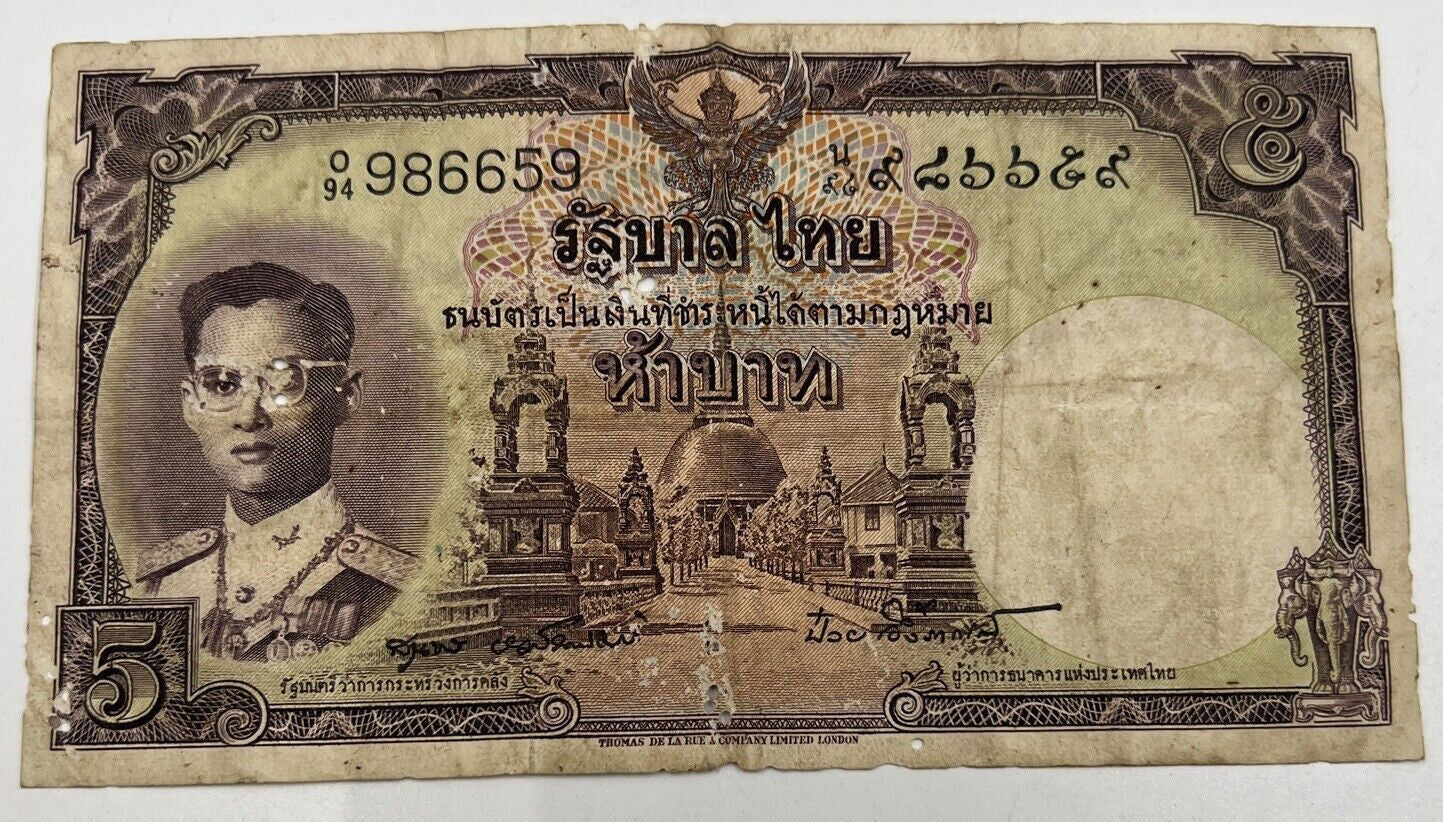 ๕
O
94 986659
น
๙๔ ๙๘๖๖๕๙
รัฐบาลไทย
ธนบัตร์เป็นเงินที่ชำระหนี้ได้ตามกฎหมาย
ห้าบาท
5
รัฐมนตรีว่าการกระทรวงการคลัง
ผู้ว่าการธนาคารแห่งประเทศไทย
THOMAS DE LA RUE & COMPANY LIMITED LONDON